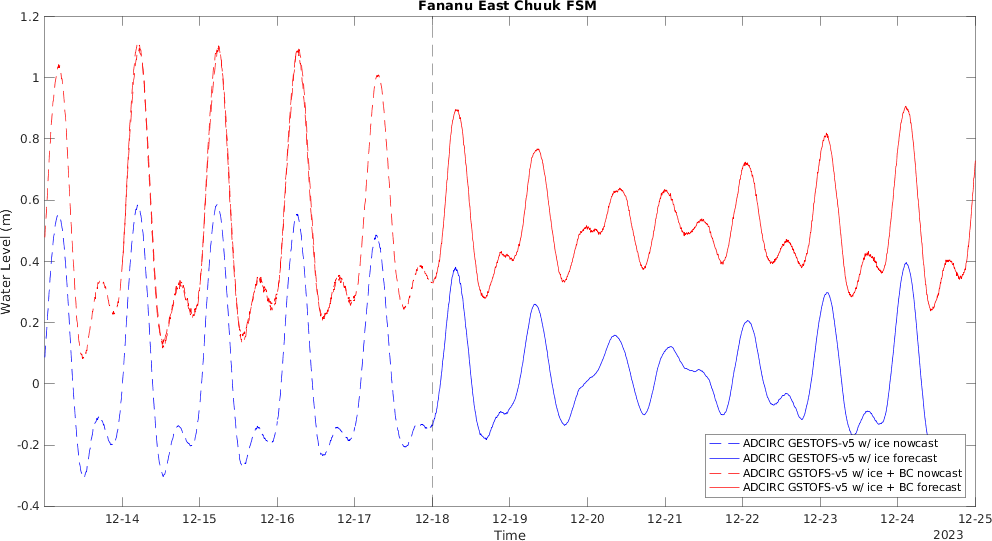 Fananu East Chuuk FSM
1.2
1
0.8
0.6
0.4
0.2
0
-0.2
-0.4
Water Level (m)
ADCIRC GESTOFS-v5 w/ ice nowcast
ADCIRC GESTOFS-v5 w/ ice forecast
ADCIRC GSTOFS-v5 w/ ice + BC nowcast
ADCIRC GSTOFS-v5 w/ ice + BC forecast
12-14 12-15 12-16 12-17 12-18 12-19 12-20 12-21 12-22 12-23 12-24 12-25
Time
2023